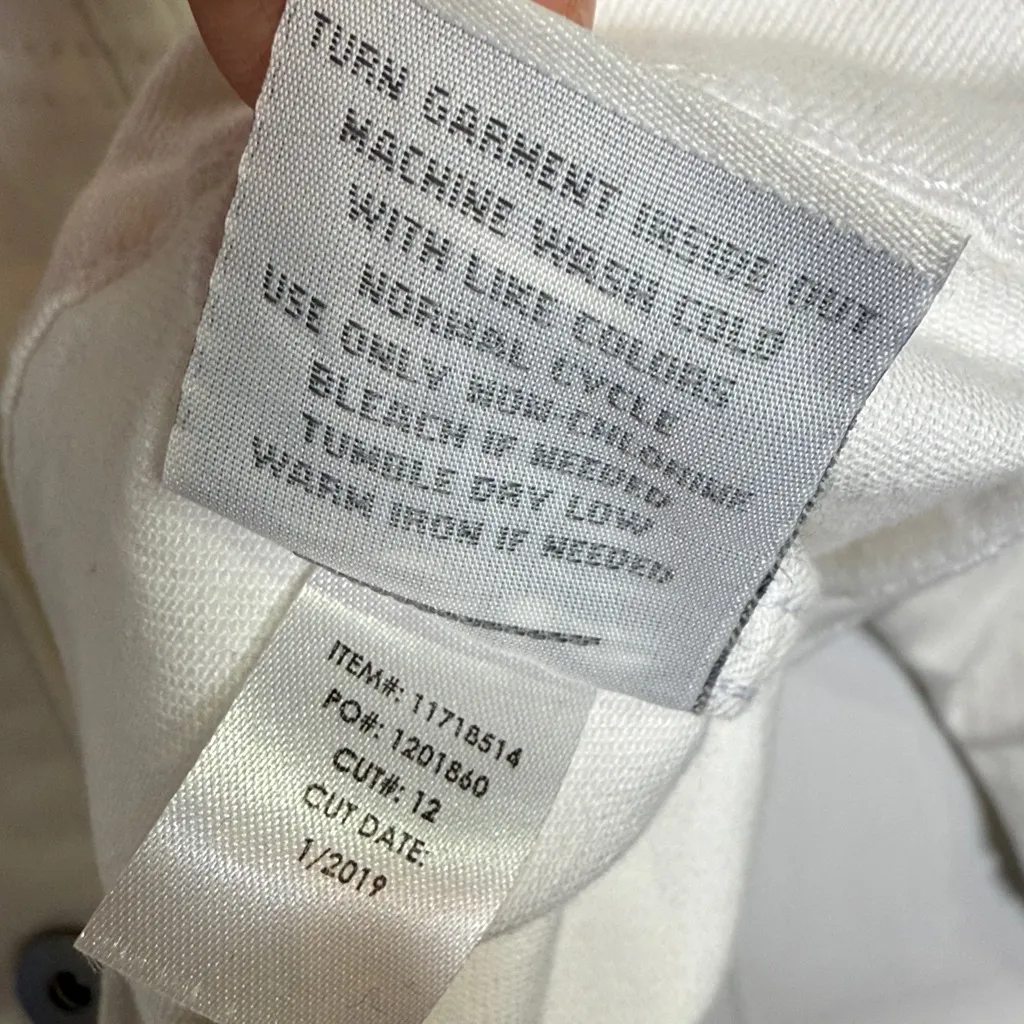 TURN GARMENT INSIDE OUT
MACHINE WASH COLD
WITH LIKE COLORS
NORMAL CYCLE
USE ONLY NON-CHLORINE
BLEACH IF NEEDED
TUMBLE DRY LOW
WARM IRON IF NEEDED
ITEM#: 11718514
PO#: 1201860
CUT#: 12
CUT DATE:
1/2019